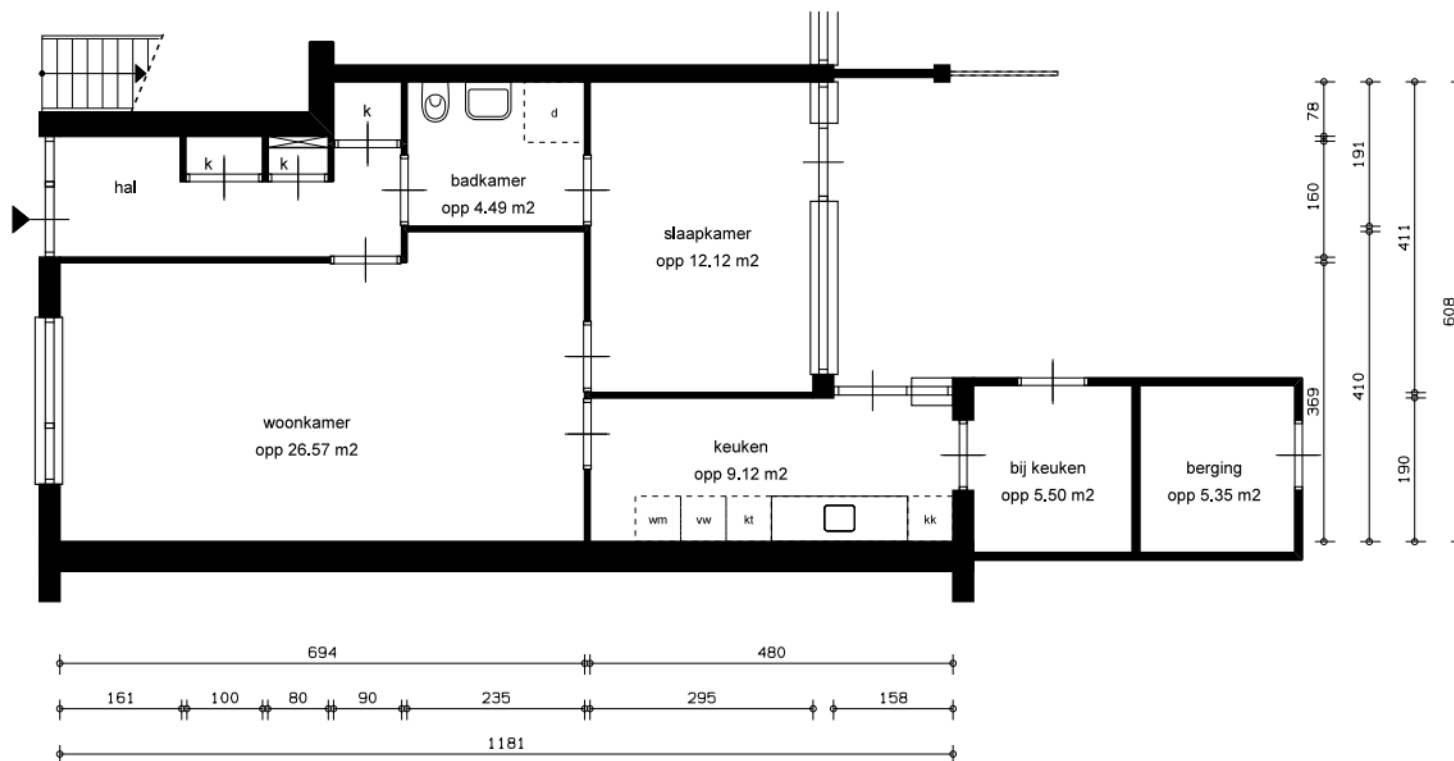 k
d
k
k
hal
badkamer
opp 4.49 m2
slaapkamer
opp 12.12 m2
woonkamer
opp 26.57 m2
keuken
opp 9.12 m2
bij keuken
opp 5.50 m2
berging
opp 5.35 m2
wm
vw
kt
kk
78
160
369
191
410
411
190
608
694
480
161
100
80
90
235
295
158
1181